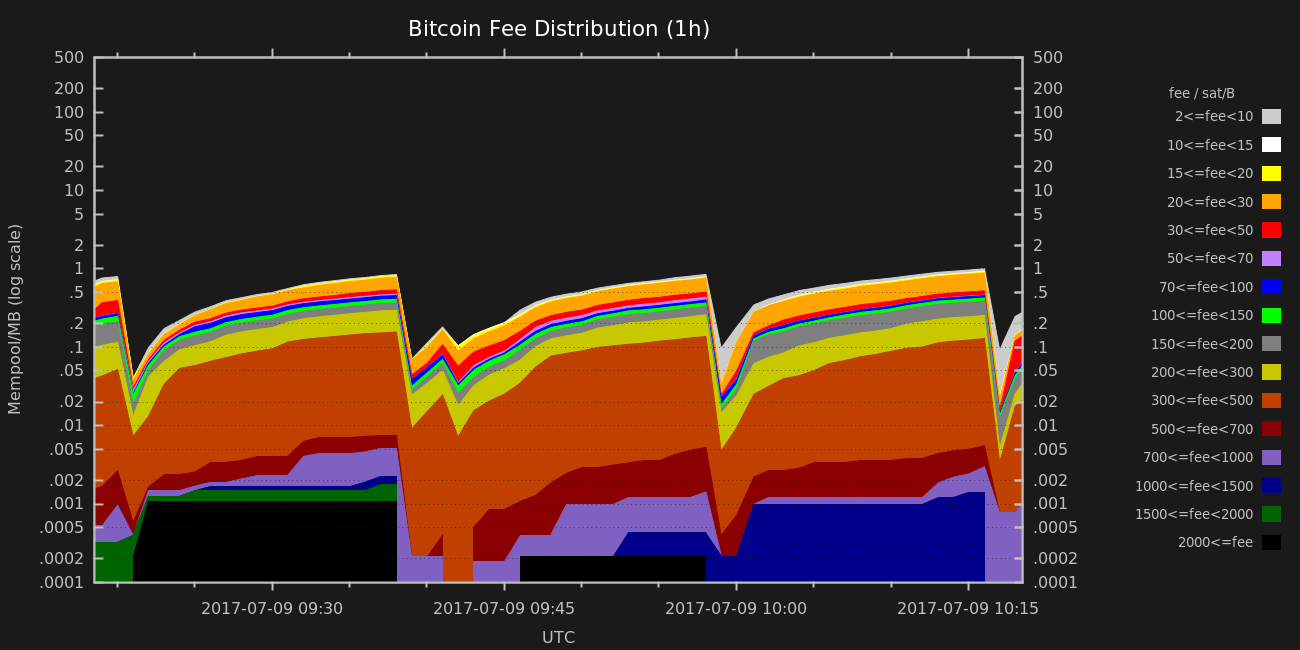 Bitcoin Fee Distribution (1h)
500
200
100
50
20
10
5
2
1
.5
.2
.1
.05
.02
.01
.005
.002
.001
.0005
.0002
.0001
Mempool/MB (log scale)
500
200
100
50
20
10
5
2
1
.5
.2
.1
.05
.02
.01
.005
.002
.001
.0005
.0002
.0001
2017-07-09 09:30 2017-07-09 09:45 2017-07-09 10:00 2017-07-09 10:15
UTC
fee / sat/B
2<=fee<10
10<=fee<15
15<=fee<20
20<=fee<30
30<=fee<50
50<=fee<70
70<=fee<100
100<=fee<150
150<=fee<200
200<=fee<300
300<=fee<500
500<=fee<700
700<=fee<1000
1000<=fee<1500
1500<=fee<2000
2000<=fee